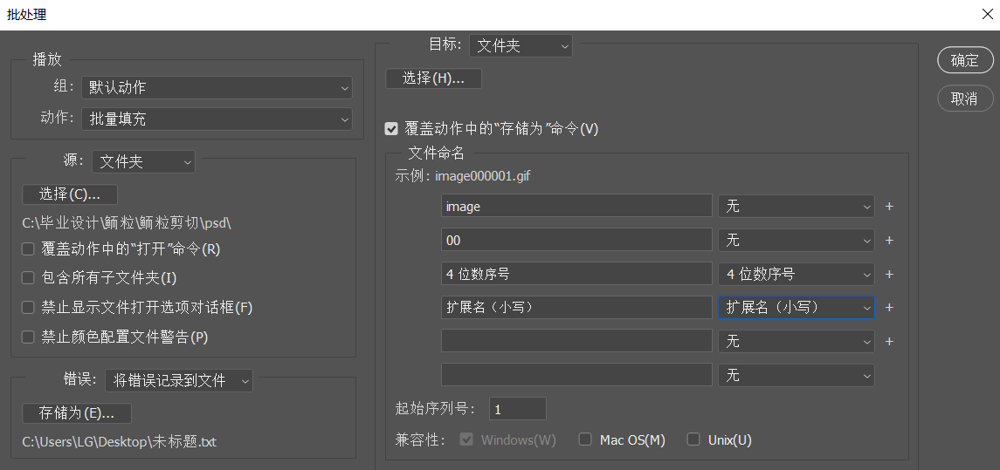 批处理
播放
组: 默认动作
动作: 批量填充
源: 文件夹
选择(C)...
C:\毕业设计\鲕粒\鲕粒剪切\psd\
覆盖动作中的“打开”命令(R)
包含所有子文件夹(I)
禁止显示文件打开选项对话框(F)
禁止颜色配置文件警告(P)
错误: 将错误记录到文件
存储为(E)...
C:\Users\LG\Desktop\未标题.txt
目标: 文件夹
选择(H)...
覆盖动作中的“存储为”命令(V)
文件命名
示例: image000001.gif
image 无 +
00 无 +
4 位数序号 4 位数序号 +
扩展名（小写） 扩展名（小写） +
无 +
无
起始序列号: 1
兼容性: Windows(W) Mac OS(M) Unix(U)
确定
取消